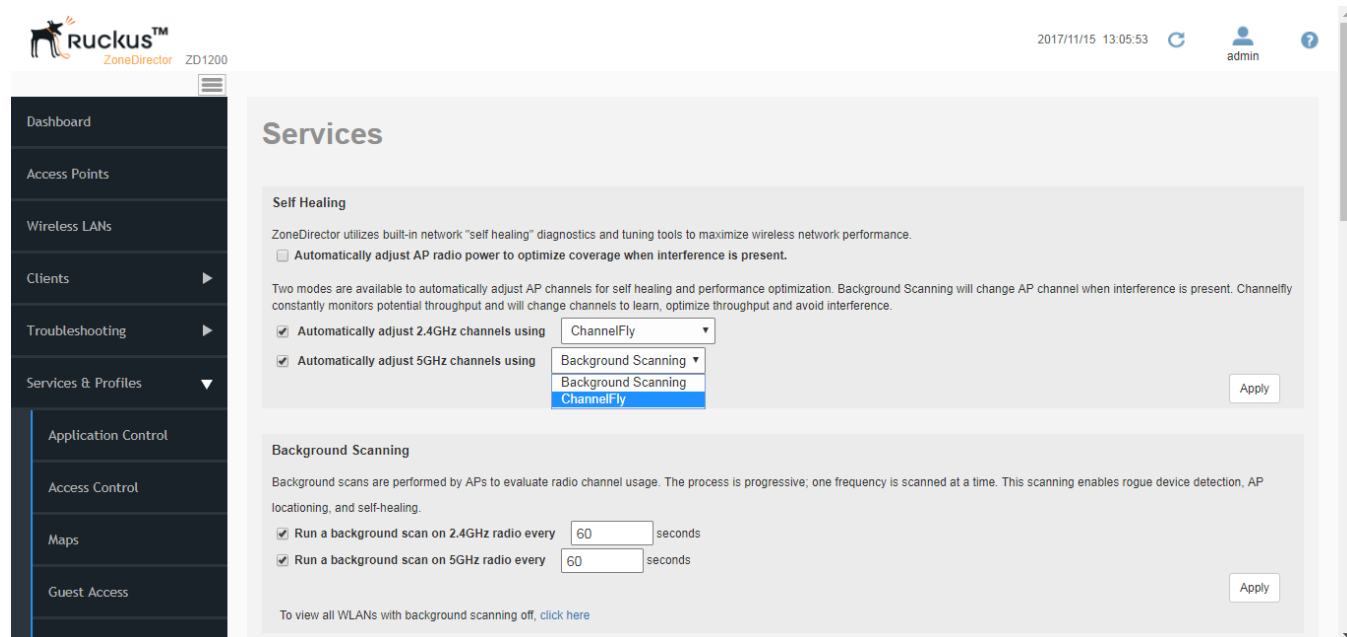 Ruckus™
ZoneDirector ZD1200
2017/11/15 13:05:53
admin
?
Dashboard
Access Points
Wireless LANs
Clients
Troubleshooting
Services & Profiles
Application Control
Access Control
Maps
Guest Access
Services
Self Healing
ZoneDirector utilizes built-in network "self healing" diagnostics and tuning tools to maximize wireless network performance.
Automatically adjust AP radio power to optimize coverage when interference is present.
Two modes are available to automatically adjust AP channels for self healing and performance optimization. Background Scanning will change AP channel when interference is present. Channelfly
constantly monitors potential throughput and will change channels to learn, optimize throughput and avoid interference.
Automatically adjust 2.4GHz channels using ChannelFly
Automatically adjust 5GHz channels using Background Scanning
Background Scanning
ChannelFly
Apply
Background Scanning
Background scans are performed by APs to evaluate radio channel usage. The process is progressive; one frequency is scanned at a time. This scanning enables rogue device detection, AP
locationing, and self-healing.
Run a background scan on 2.4GHz radio every 60 seconds
Run a background scan on 5GHz radio every 60 seconds
Apply
To view all WLANs with background scanning off, click here